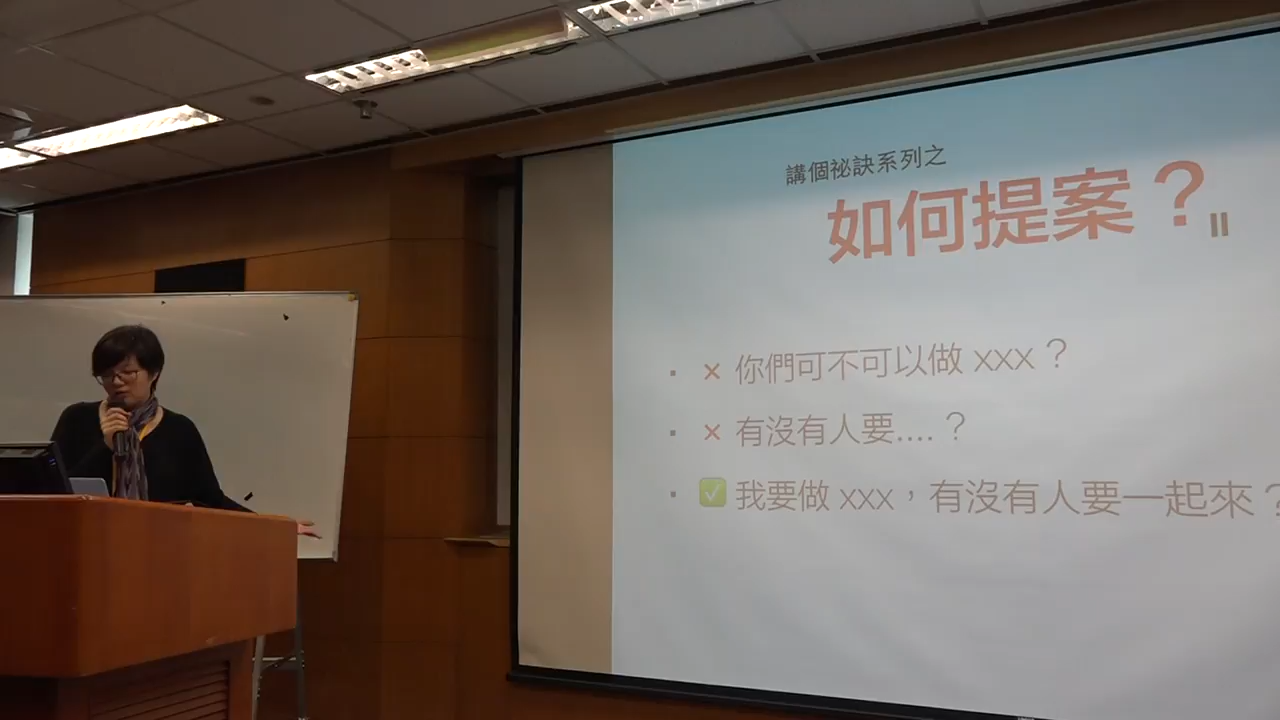 講個祕訣系列之
如何提案？II
▪ ✕ 你們可不可以做 xxx？
▪ ✕ 有沒有人要....？
▪ ✅ 我要做 xxx，有沒有人要一起來？